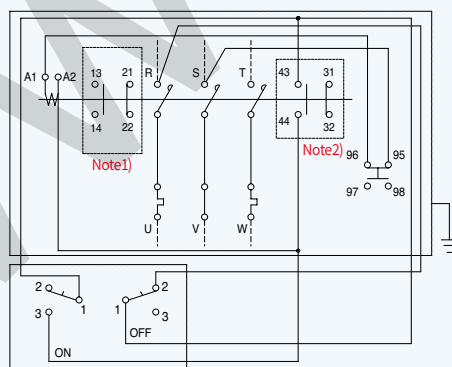 R S T
13 21 43 31
A1 A2
14 22 44 32
Note1) Note2)
96 95
97 98
U V W
2 1 2
3 1 3
OFF
ON